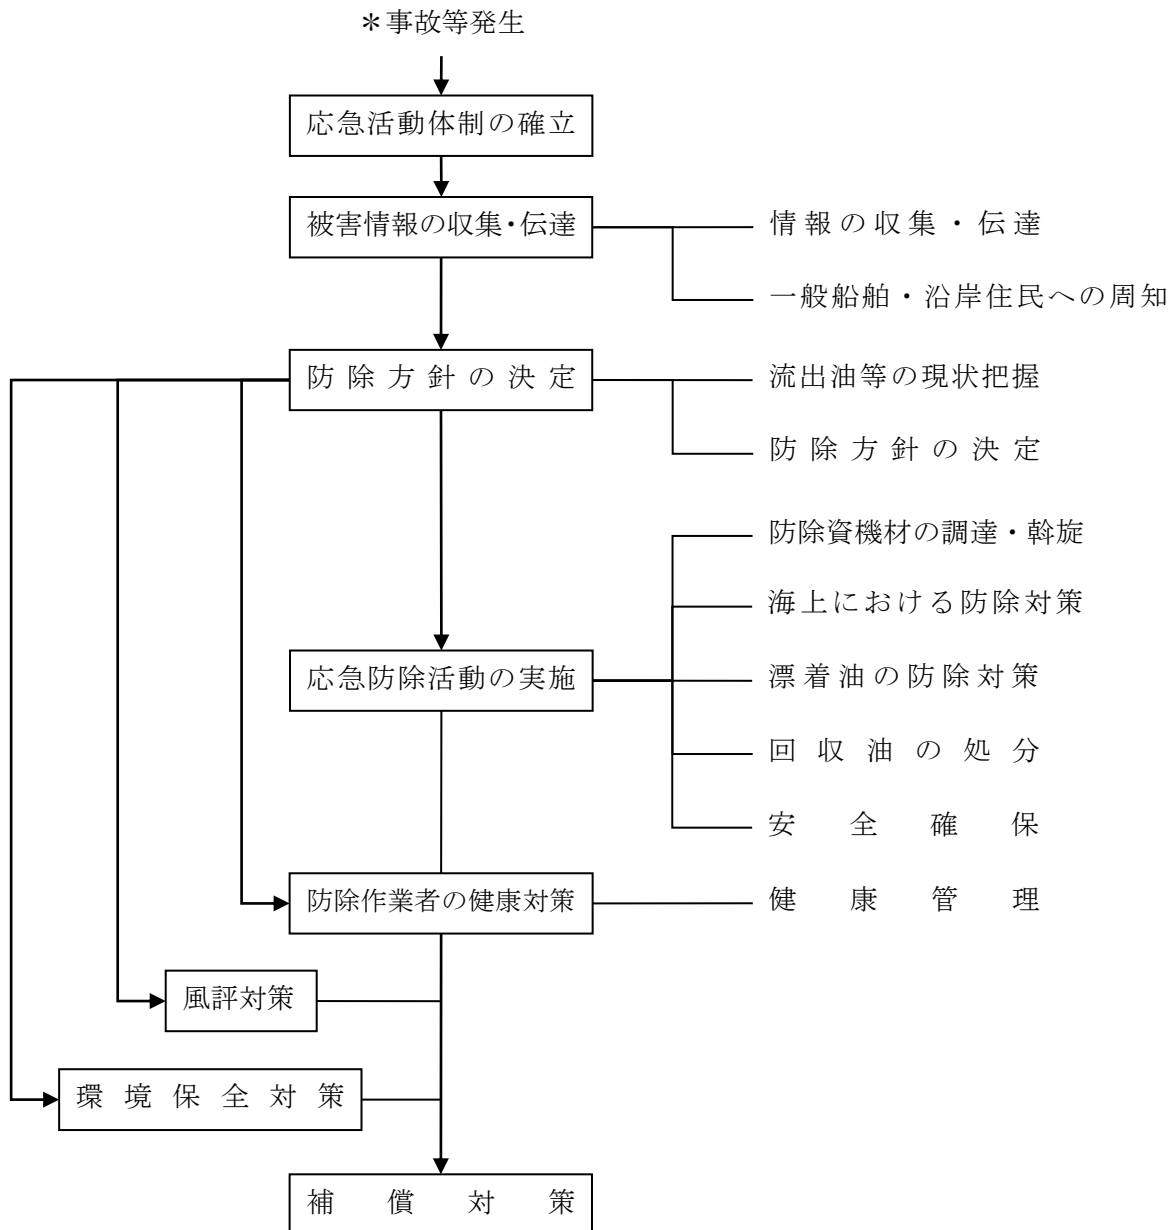 ＊事故等発生
応急活動体制の確立
被害情報の収集・伝達
情報の収集・伝達
一般船舶・沿岸住民への周知
防除方針の決定
流出油等の現状把握
防除方針の決定
防除資機材の調達・斡旋
海上における防除対策
応急防除活動の実施
漂着油の防除対策
回収油の処分
安全確保
防除作業者の健康対策
健康管理
風評対策
環境保全対策
補償対策